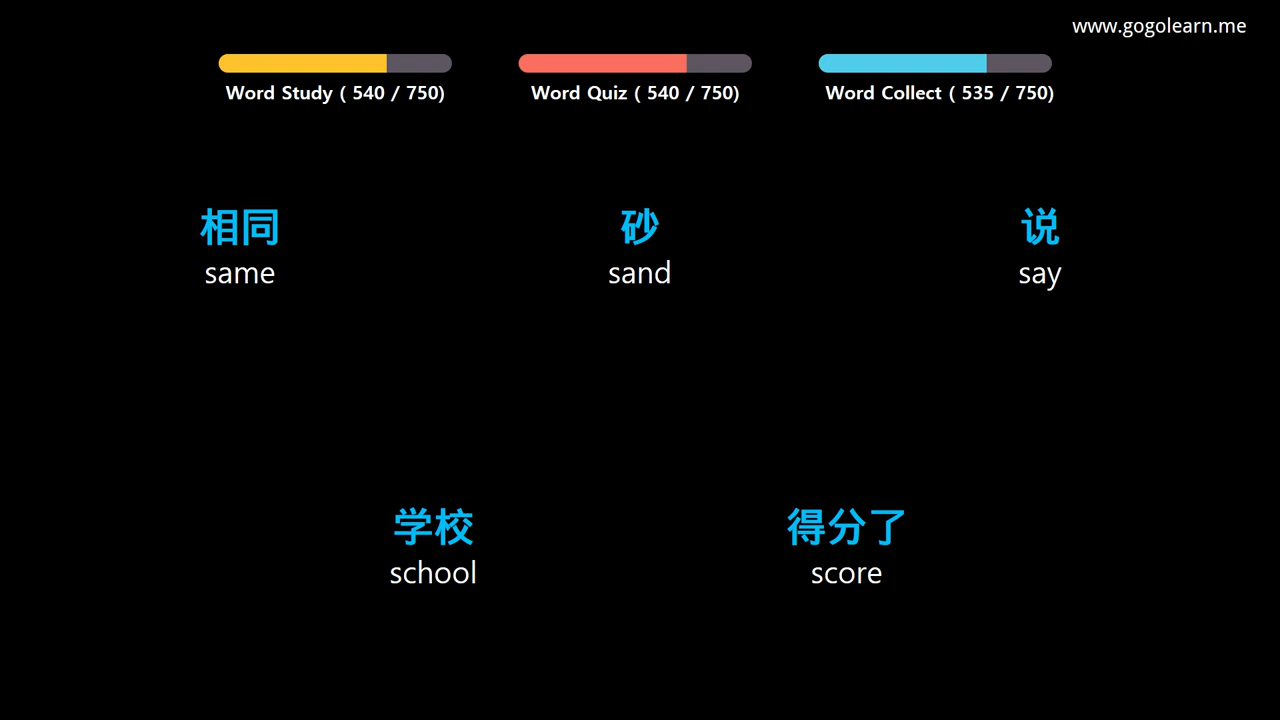 www.gogolearn.me
Word Study ( 540 / 750)
Word Quiz ( 540 / 750)
Word Collect ( 535 / 750)
相同
same
砂
sand
说
say
学校
school
得分了
score